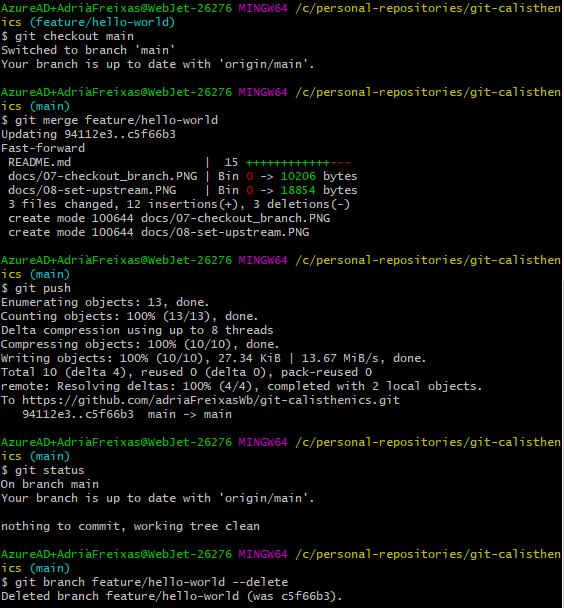 AzureAD+AdriàFreixas@WebJet-26276 MINGW64 /c/personal-repositories/git-calisthen
ics (feature/hello-world)
$ git checkout main
Switched to branch 'main'
Your branch is up to date with 'origin/main'.
AzureAD+AdriàFreixas@WebJet-26276 MINGW64 /c/personal-repositories/git-calisthen
ics (main)
$ git merge feature/hello-world
Updating 94112e3..c5f66b3
Fast-forward
 README.md                    |  15 ++++++++++++---
 docs/07-checkout_branch.PNG | Bin 0 -> 10206 bytes
 docs/08-set-upstream.PNG    | Bin 0 -> 18854 bytes
 3 files changed, 12 insertions(+), 3 deletions(-)
 create mode 100644 docs/07-checkout_branch.PNG
 create mode 100644 docs/08-set-upstream.PNG
AzureAD+AdriàFreixas@WebJet-26276 MINGW64 /c/personal-repositories/git-calisthen
ics (main)
$ git push
Enumerating objects: 13, done.
Counting objects: 100% (13/13), done.
Delta compression using up to 8 threads
Compressing objects: 100% (10/10), done.
Writing objects: 100% (10/10), 27.34 KiB | 13.67 MiB/s, done.
Total 10 (delta 4), reused 0 (delta 0), pack-reused 0
remote: Resolving deltas: 100% (4/4), completed with 2 local objects.
To https://github.com/adriaFreixasWb/git-calisthenics.git
   94112e3..c5f66b3  main -> main
AzureAD+AdriàFreixas@WebJet-26276 MINGW64 /c/personal-repositories/git-calisthen
ics (main)
$ git status
On branch main
Your branch is up to date with 'origin/main'.
nothing to commit, working tree clean
AzureAD+AdriàFreixas@WebJet-26276 MINGW64 /c/personal-repositories/git-calisthen
ics (main)
$ git branch feature/hello-world --delete
Deleted branch feature/hello-world (was c5f66b3).